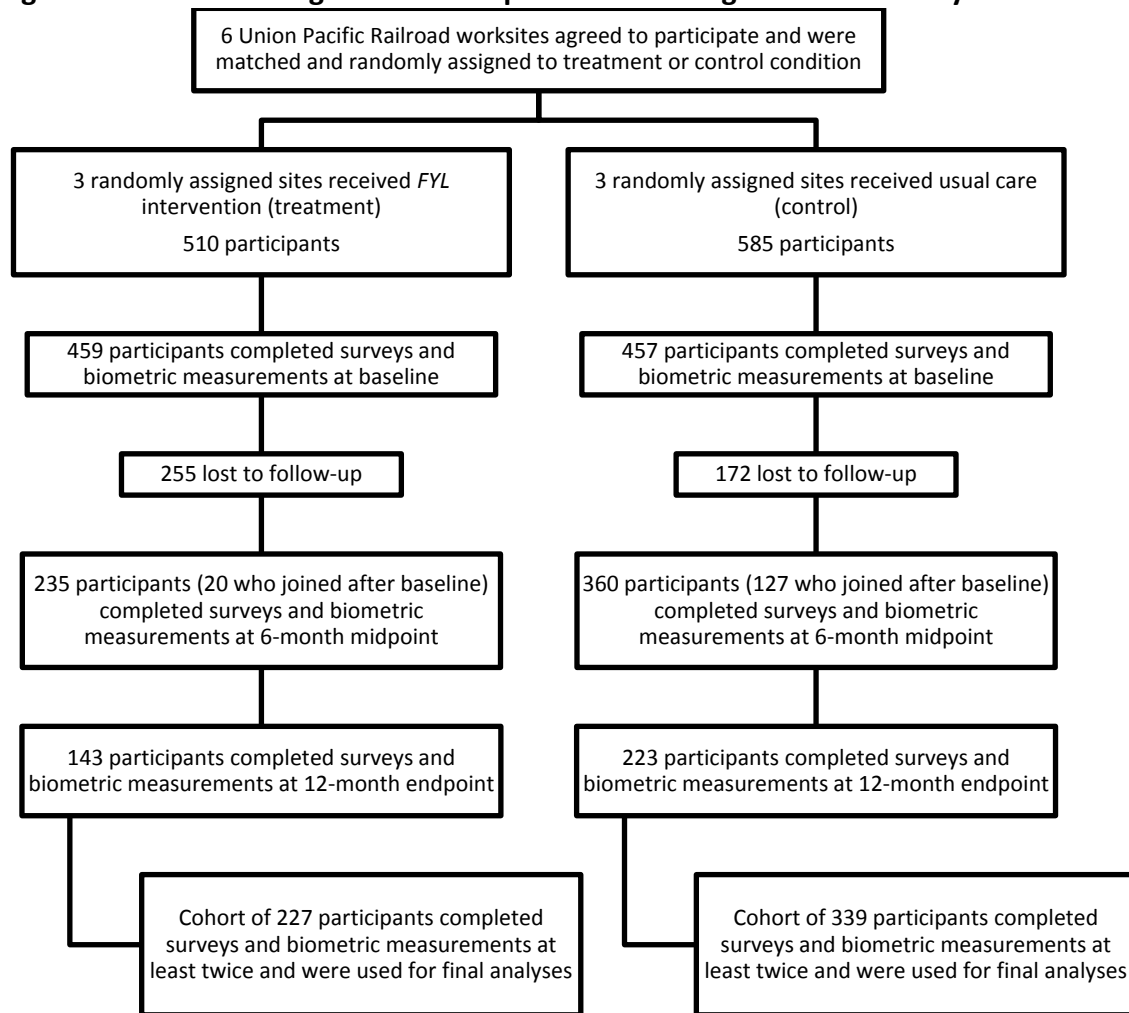 6 Union Pacific Railroad worksites agreed to participate and were
matched and randomly assigned to treatment or control condition
3 randomly assigned sites received FYL
intervention (treatment)
510 participants
3 randomly assigned sites received usual care
(control)
585 participants
459 participants completed surveys and
biometric measurements at baseline
457 participants completed surveys and
biometric measurements at baseline
255 lost to follow-up
172 lost to follow-up
235 participants (20 who joined after baseline)
completed surveys and biometric
measurements at 6-month midpoint
360 participants (127 who joined after baseline)
completed surveys and biometric
measurements at 6-month midpoint
143 participants completed surveys and
biometric measurements at 12-month endpoint
223 participants completed surveys and
biometric measurements at 12-month endpoint
Cohort of 227 participants completed
surveys and biometric measurements at
least twice and were used for final analyses
Cohort of 339 participants completed
surveys and biometric measurements at
least twice and were used for final analyses